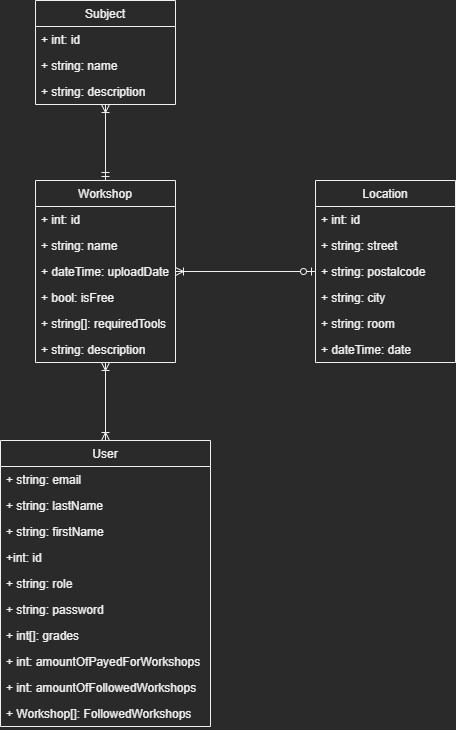 Subject
+ int: id
+ string: name
+ string: description
Workshop
+ int: id
+ string: name
+ dateTime: uploadDate
+ bool: isFree
+ string[]: requiredTools
+ string: description
Location
+ int: id
+ string: street
+ string: postalcode
+ string: city
+ string: room
+ dateTime: date
User
+ string: email
+ string: lastName
+ string: firstName
+int: id
+ string: role
+ string: password
+ int[]: grades
+ int: amountOfPayedForWorkshops
+ int: amountOfFollowedWorkshops
+ Workshop[]: FollowedWorkshops